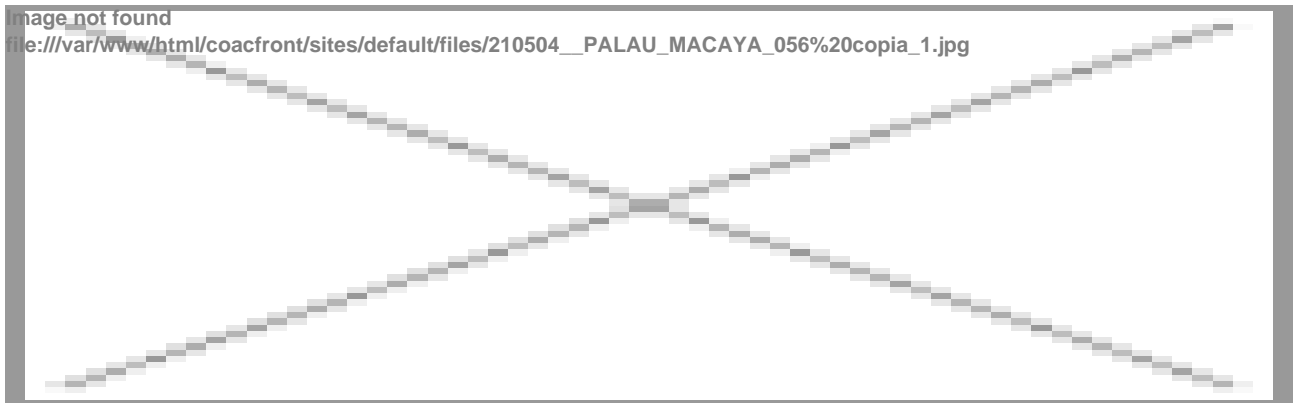 Image not found
file:///var/www/html/coacfront/sites/default/files/210504__PALAU_MACAYA_056%20copia_1.jpg